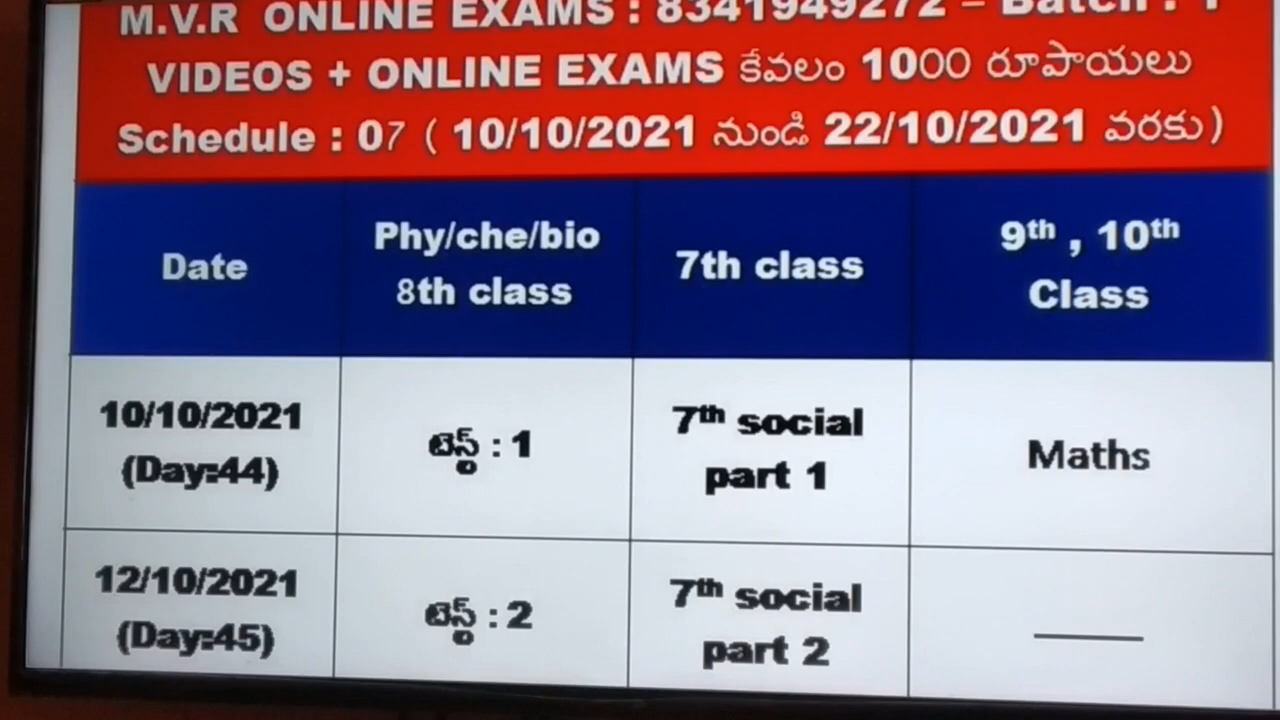 M.V.R ONLINE EXAMS : 8341949272 – Batch : 1
VIDEOS + ONLINE EXAMS కేవలం 1000 రూపాయలు
Schedule : 07 ( 10/10/2021 నుండి 22/10/2021 వరకు)
Date
Phy/che/bio
8th class
7th class
9th , 10th
Class
10/10/2021
(Day:44)
టెస్ట్ : 1
7th social
part 1
Maths
12/10/2021
(Day:45)
టెస్ట్ : 2
7th social
part 2